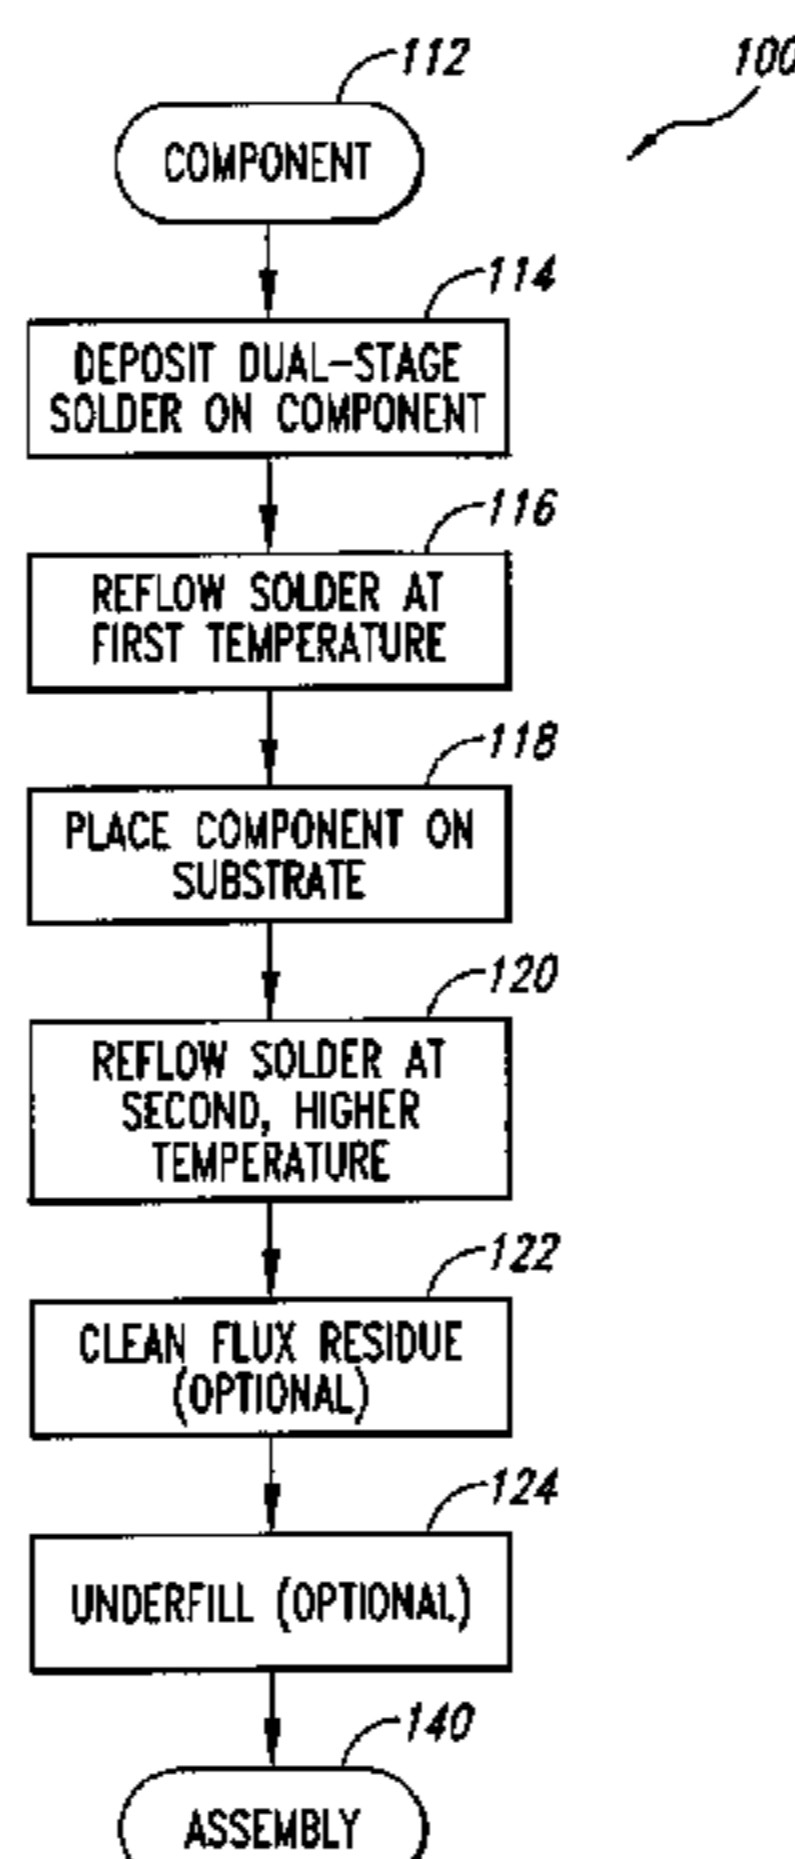 112
100
COMPONENT
114
DEPOSIT DUAL-STAGE
SOLDER ON COMPONENT
116
REFLOW SOLDER AT
FIRST TEMPERATURE
118
PLACE COMPONENT ON
SUBSTRATE
120
REFLOW SOLDER AT
SECOND, HIGHER
TEMPERATURE
122
CLEAN FLUX RESIDUE
(OPTIONAL)
124
UNDERFILL (OPTIONAL)
140
ASSEMBLY